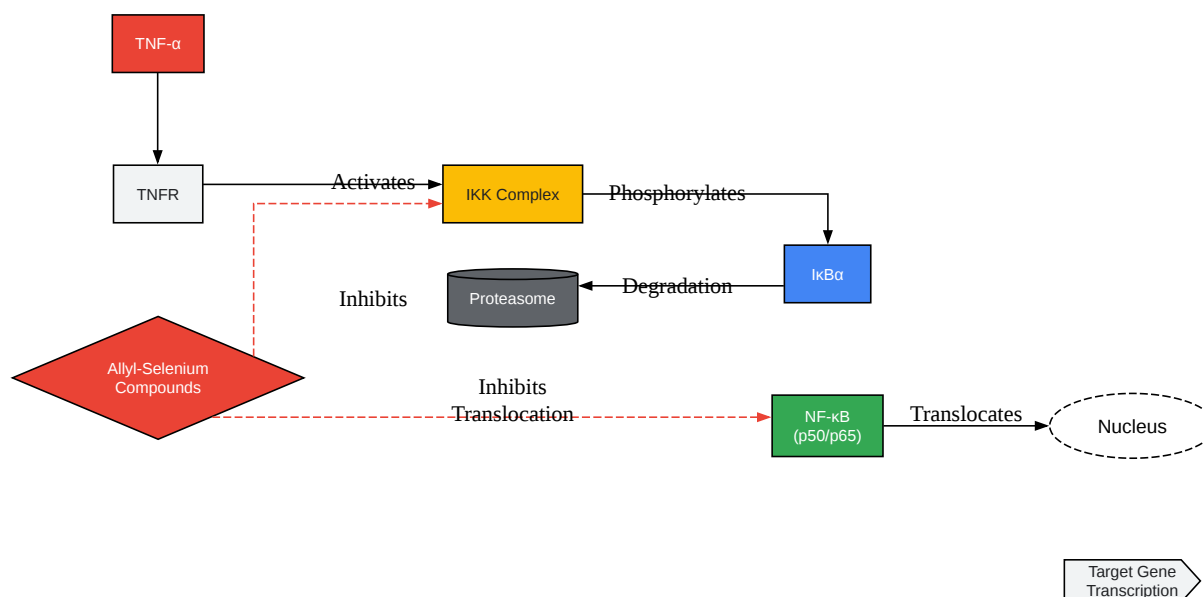 TNF-α
TNFR
Activates
IKK Complex
Phosphorylates
IκBα
Degradation
Proteasome
Inhibits
Allyl-Selenium
Compounds
Inhibits
Translocation
NF-κB
(p50/p65)
Translocates
Nucleus
Target Gene
Transcription